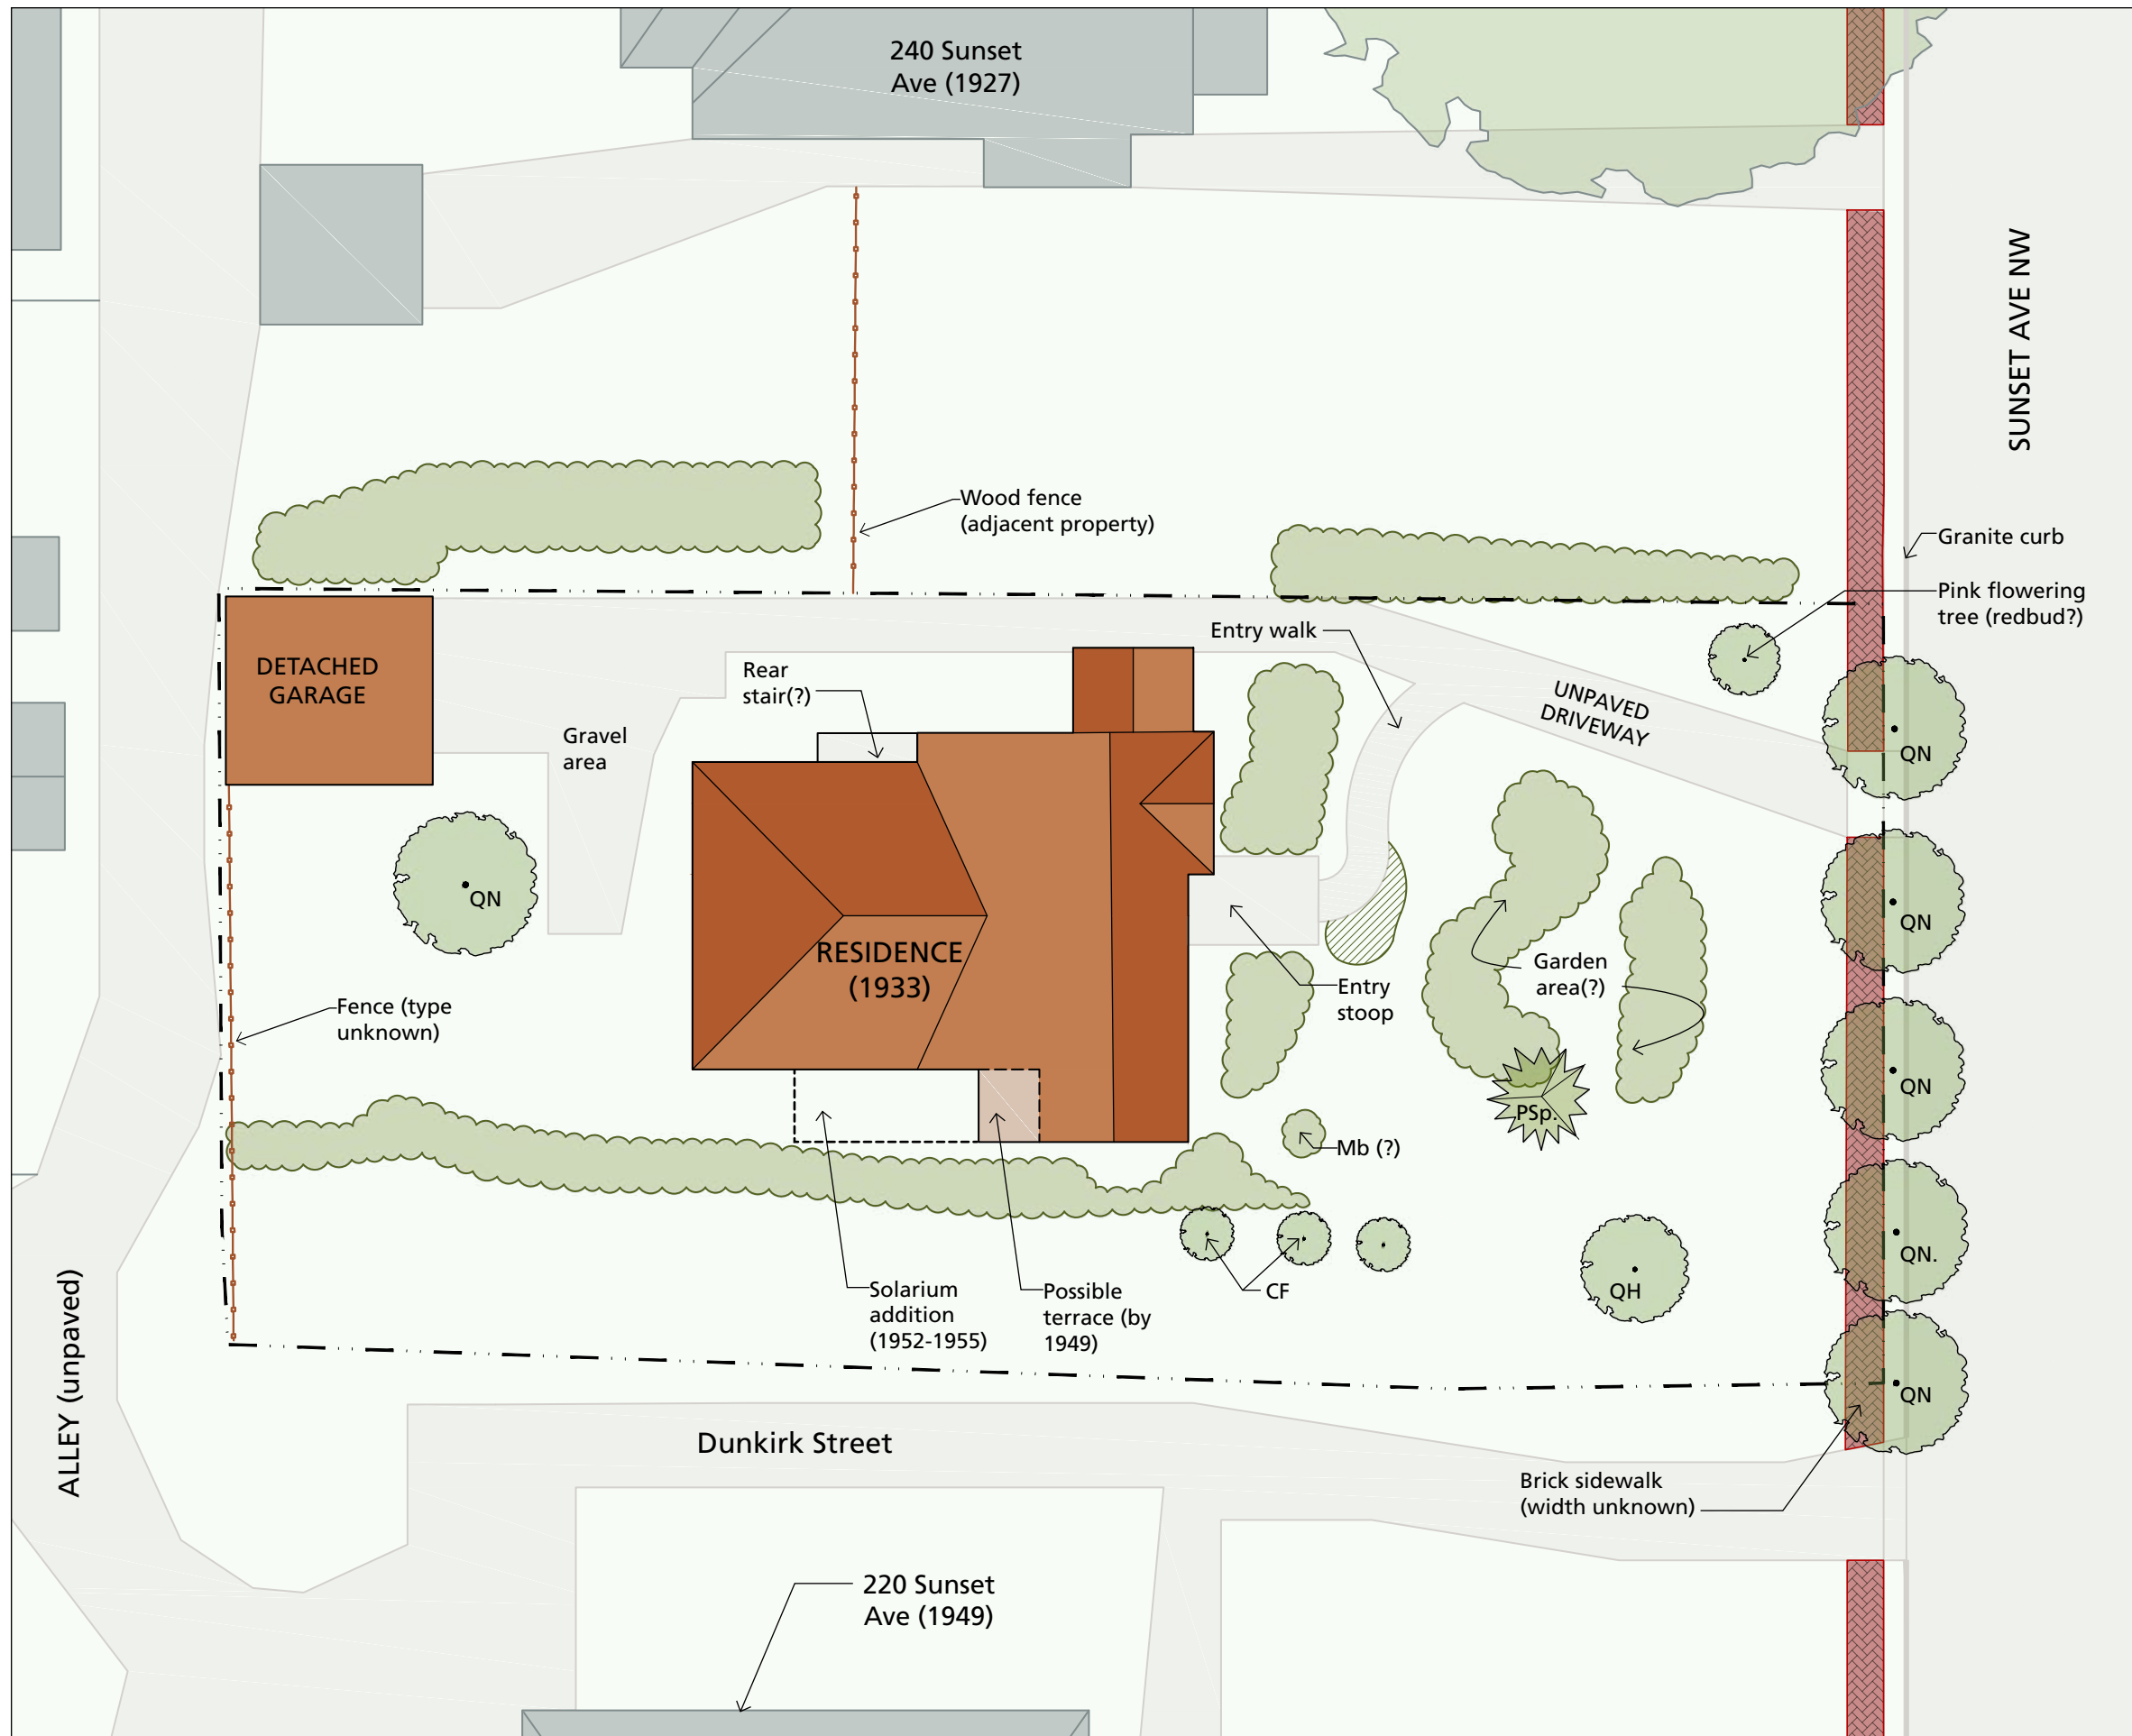 240 Sunset
Ave (1927)
SUNSET AVE NW
Wood fence
(adjacent property)
Granite curb
Pink flowering
tree (redbud?)
Entry walk
DETACHED
GARAGE
Rear
stair(?)
UNPAVED
DRIVEWAY
Gravel
area
QN
QN
QN
RESIDENCE
(1933)
Garden
area(?)
Entry
stoop
Fence (type
unknown)
QN
PSp.
Mb (?)
QN.
Solarium
addition
(1952-1955)
Possible
terrace (by
1949)
CF
QH
QN
ALLEY (unpaved)
Dunkirk Street
Brick sidewalk
(width unknown)
220 Sunset
Ave (1949)